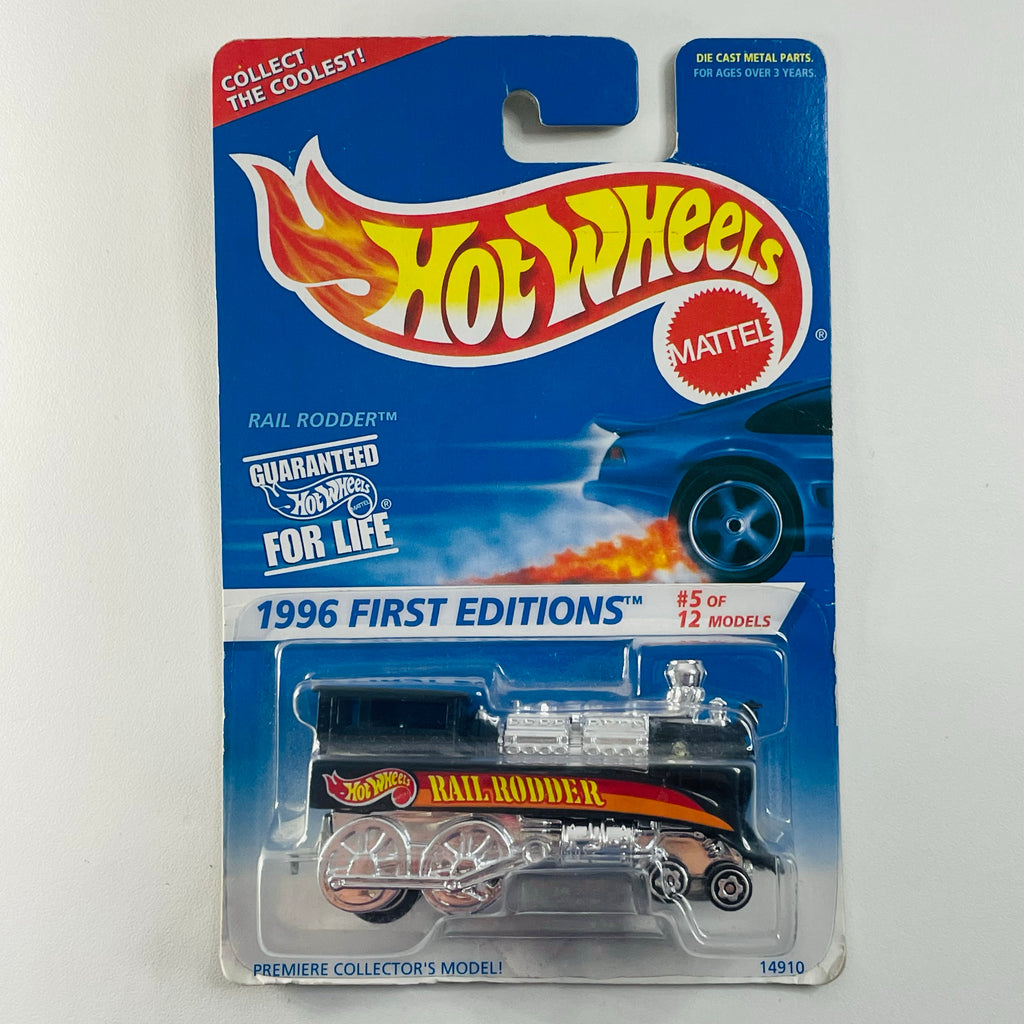 COLLECT
THE COOLEST!
DIE CAST METAL PARTS.
FOR AGES OVER 3 YEARS.
HOT WHEELS
MATTEL
®
RAIL RODDER™
GUARANTEED
HOT WHEELS
MATTEL
®
FOR LIFE
1996 FIRST EDITIONS™
#5 OF
12 MODELS
HOT WHEELS
RAIL RODDER
PREMIERE COLLECTOR'S MODEL!
14910